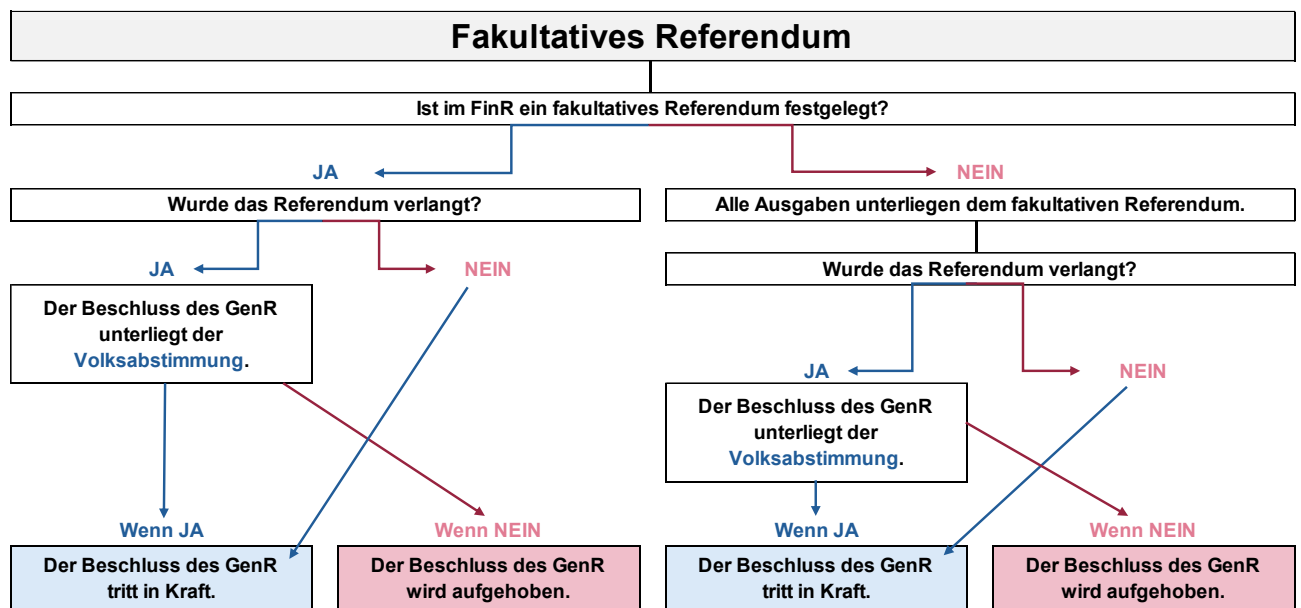 Fakultatives Referendum
Ist im FinR ein fakultatives Referendum festgelegt?
JA
NEIN
Wurde das Referendum verlangt?
Alle Ausgaben unterliegen dem fakultativen Referendum.
JA
NEIN
Wurde das Referendum verlangt?
Der Beschluss des GenR
unterliegt der
Volksabstimmung.
JA
NEIN
Der Beschluss des GenR
unterliegt der
Volksabstimmung.
Wenn JA
Wenn NEIN
Wenn JA
Wenn NEIN
Der Beschluss des GenR
tritt in Kraft.
Der Beschluss des GenR
wird aufgehoben.
Der Beschluss des GenR
tritt in Kraft.
Der Beschluss des GenR
wird aufgehoben.